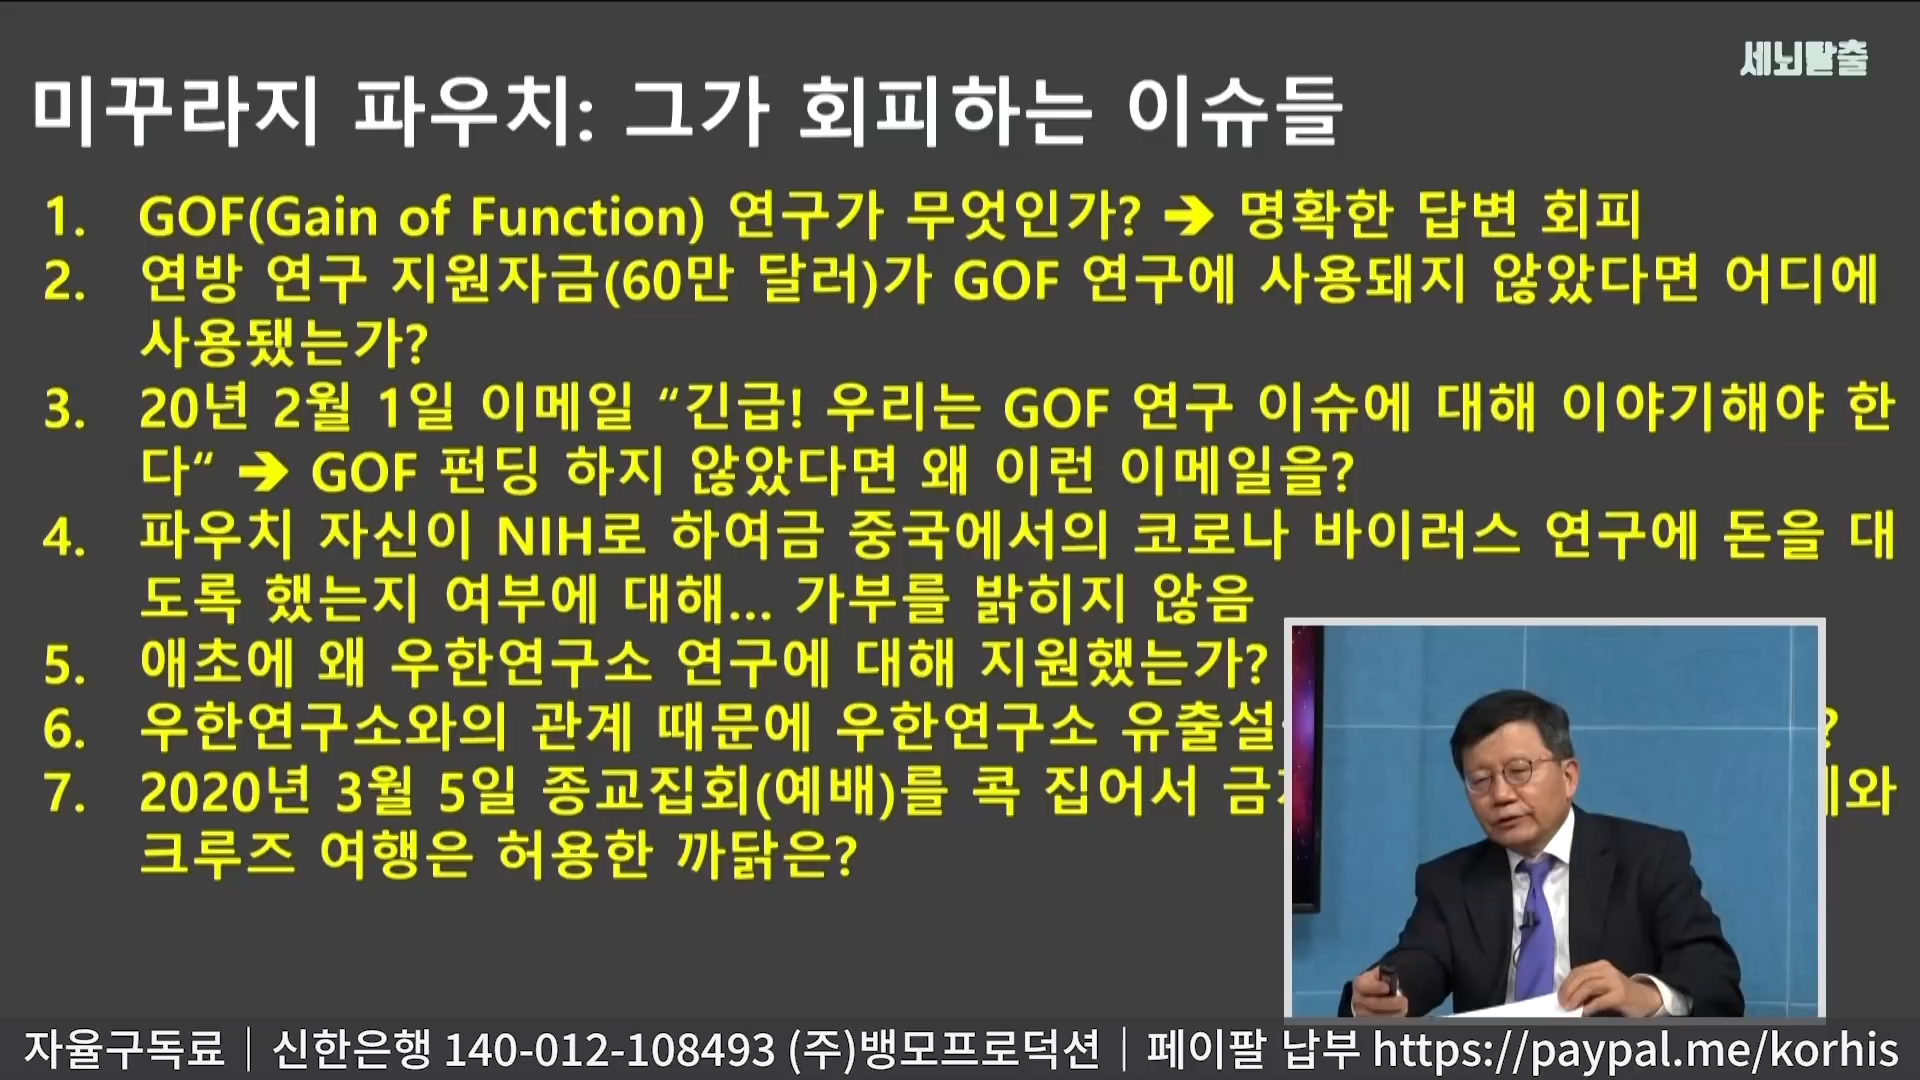 세뇌탈출
미꾸라지 파우치: 그가 회피하는 이슈들
1. GOF(Gain of Function) 연구가 무엇인가? ➔ 명확한 답변 회피
2. 연방 연구 지원자금(60만 달러)가 GOF 연구에 사용돼지 않았다면 어디에
사용됐는가?
3. 20년 2월 1일 이메일 “긴급! 우리는 GOF 연구 이슈에 대해 이야기해야 한
다“ ➔ GOF 펀딩 하지 않았다면 왜 이런 이메일을?
4. 파우치 자신이 NIH로 하여금 중국에서의 코로나 바이러스 연구에 돈을 대
도록 했는지 여부에 대해... 가부를 밝히지 않음
5. 애초에 왜 우한연구소 연구에 대해 지원했는가?
6. 우한연구소와의 관계 때문에 우한연구소 유출설 ?
7. 2020년 3월 5일 종교집회(예배)를 콕 집어서 와
크루즈 여행은 허용한 까닭은?
자율구독료｜신한은행 140-012-108493 (주)뱅모프로덕션｜페이팔 납부 https://paypal.me/korhis